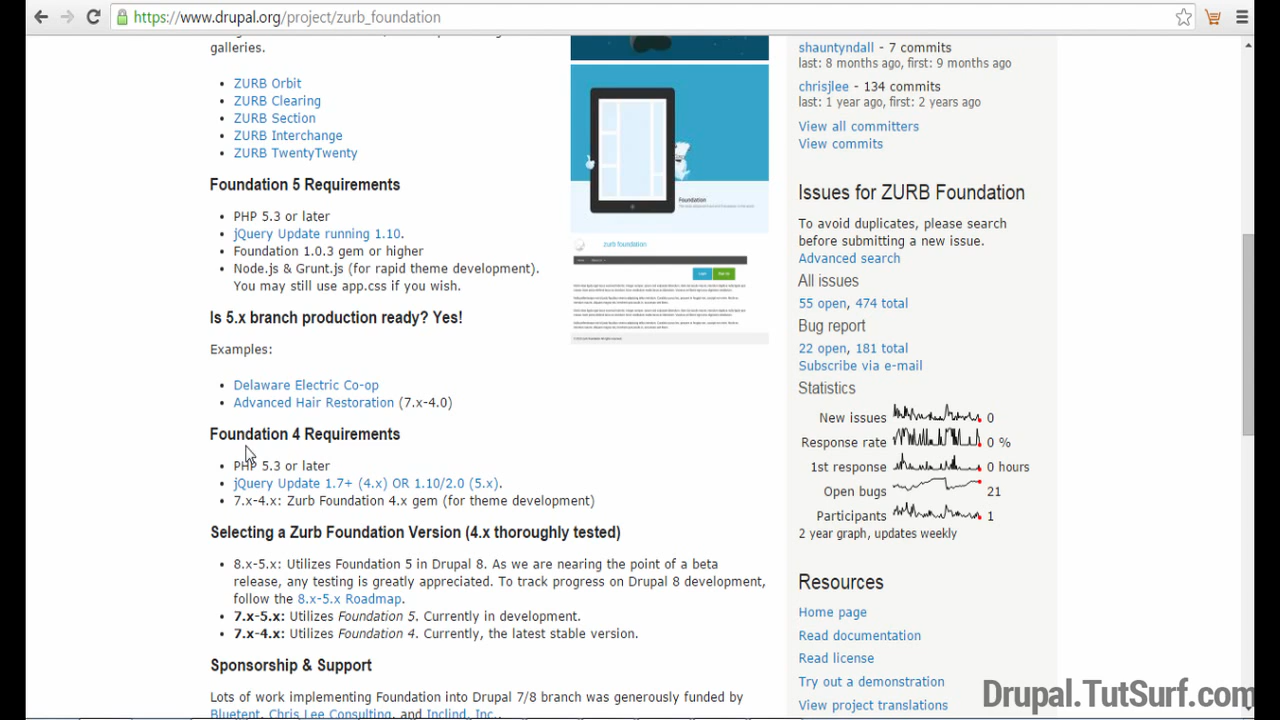 https://www.drupal.org/project/zurb_foundation
galleries.
ZURB Orbit
ZURB Clearing
ZURB Section
ZURB Interchange
ZURB TwentyTwenty
Foundation 5 Requirements
PHP 5.3 or later
jQuery Update running 1.10.
Foundation 1.0.3 gem or higher
Node.js & Grunt.js (for rapid theme development).
You may still use app.css if you wish.
Is 5.x branch production ready? Yes!
Examples:
Delaware Electric Co-op
Advanced Hair Restoration (7.x-4.0)
Foundation 4 Requirements
PHP 5.3 or later
jQuery Update 1.7+ (4.x) OR 1.10/2.0 (5.x).
7.x-4.x: Zurb Foundation 4.x gem (for theme development)
Selecting a Zurb Foundation Version (4.x thoroughly tested)
8.x-5.x: Utilizes Foundation 5 in Drupal 8. As we are nearing the point of a beta
release, any testing is greatly appreciated. To track progress on Drupal 8 development,
follow the 8.x-5.x Roadmap.
7.x-5.x: Utilizes Foundation 5. Currently in development.
7.x-4.x: Utilizes Foundation 4. Currently, the latest stable version.
Sponsorship & Support
Lots of work implementing Foundation into Drupal 7/8 branch was generously funded by
Bluetent, Chris Lee Consulting, and Inclind, Inc.
Foundation
zurb foundation
shauntyndall - 7 commits
last: 8 months ago, first: 9 months ago
chrisjlee - 134 commits
last: 1 year ago, first: 2 years ago
View all committers
View commits
Issues for ZURB Foundation
To avoid duplicates, please search
before submitting a new issue.
Advanced search
All issues
55 open, 474 total
Bug report
22 open, 181 total
Subscribe via e-mail
Statistics
New issues 0
Response rate 0 %
1st response 0 hours
Open bugs 21
Participants 1
2 year graph, updates weekly
Resources
Home page
Read documentation
Read license
Try out a demonstration
View project translations
Drupal.TutSurf.com